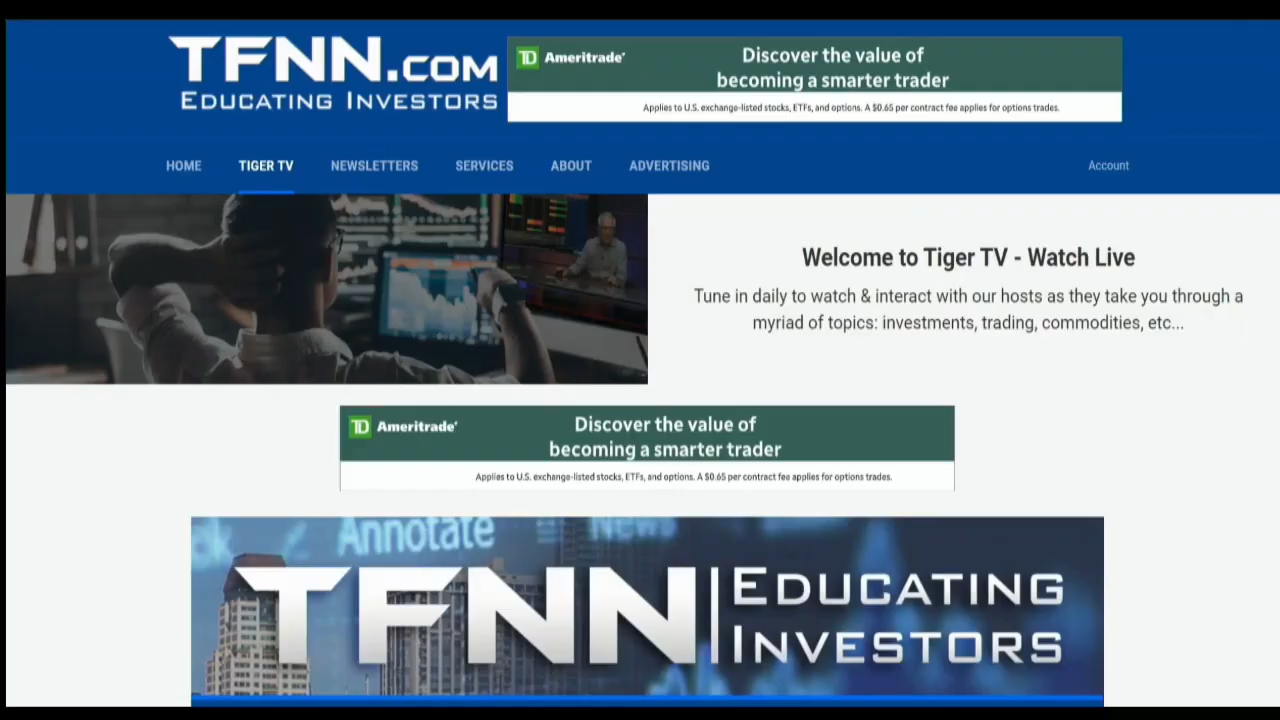 TFNN.COM
EDUCATING INVESTORS
TD Ameritrade®
Discover the value of
becoming a smarter trader
Applies to U.S. exchange-listed stocks, ETFs, and options. A $0.65 per contract fee applies for options trades.
HOME TIGER TV NEWSLETTERS SERVICES ABOUT ADVERTISING Account
Welcome to Tiger TV - Watch Live
Tune in daily to watch & interact with our hosts as they take you through a
myriad of topics: investments, trading, commodities, etc...
TD Ameritrade®
Discover the value of
becoming a smarter trader
Applies to U.S. exchange-listed stocks, ETFs, and options. A $0.65 per contract fee applies for options trades.
Annotate News
TFNN EDUCATING
INVESTORS